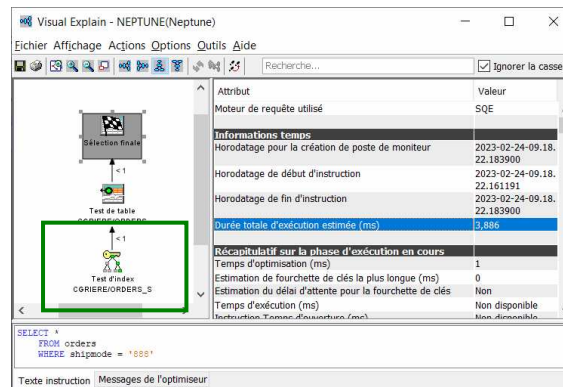 Visual Explain - NEPTUNE(Neptune)
Fichier Affichage Actions Options Outils Aide
Recherche...
Ignorer la casse
Sélection finale
< 1
Test de table
CGRIERE/ORDERS
< 1
Test d'index
CGRIERE/ORDERS_S
Attribut Valeur
Moteur de requête utilisé SQE
Informations temps
Horodatage pour la création de poste de moniteur 2023-02-24-09.18.
22.183900
Horodatage de début d'instruction 2023-02-24-09.18.
22.161191
Horodatage de fin d'instruction 2023-02-24-09.18.
22.183900
Durée totale d'exécution estimée (ms) 3,886
Récapitulatif sur la phase d'exécution en cours
Temps d'optimisation (ms) 1
Estimation de fourchette de clés la plus longue (ms) 0
Estimation du délai d'attente pour la fourchette de clés Non
Temps d'exécution (ms) Non disponible
Instruction Temps d'ouverture (ms) Non disponible
SELECT *
FROM orders
WHERE shipmode = '888'
Texte instruction Messages de l'optimiseur